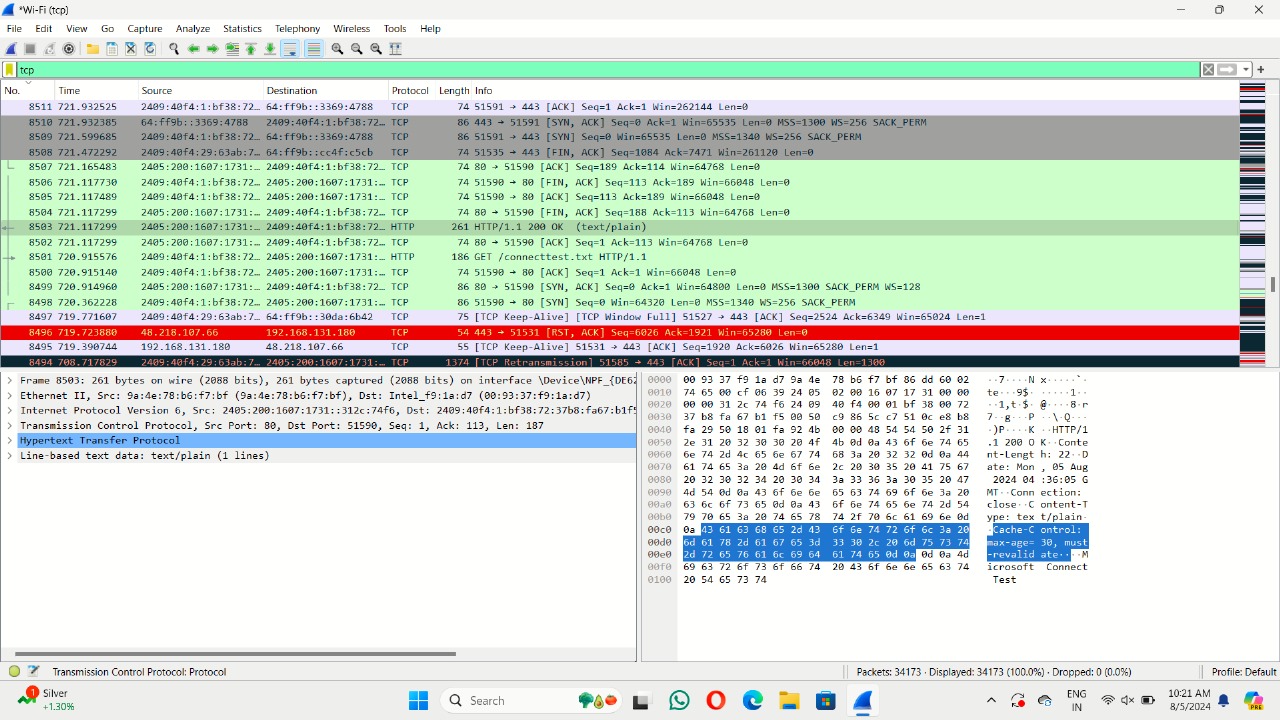 *Wi-Fi (tcp)
File Edit View Go Capture Analyze Statistics Telephony Wireless Tools Help
tcp
No. Time Source Destination Protocol Length Info
8511 721.932525 2409:40f4:1:bf38:72… 64:ff9b::3369:4788 TCP 74 51591 → 443 [ACK] Seq=1 Ack=1 Win=262144 Len=0
8510 721.932385 64:ff9b::3369:4788 2409:40f4:1:bf38:72… TCP 86 443 → 51591 [SYN, ACK] Seq=0 Ack=1 Win=65535 Len=0 MSS=1300 WS=256 SACK_PERM
8509 721.599685 2409:40f4:1:bf38:72… 64:ff9b::3369:4788 TCP 86 51591 → 443 [SYN] Seq=0 Win=65535 Len=0 MSS=1340 WS=256 SACK_PERM
8508 721.472292 2409:40f4:29:63ab:7… 64:ff9b::cc4f:c5cb TCP 74 51535 → 443 [FIN, ACK] Seq=1084 Ack=7471 Win=261120 Len=0
8507 721.165483 2405:200:1607:1731:… 2409:40f4:1:bf38:72… TCP 74 80 → 51590 [ACK] Seq=189 Ack=114 Win=64768 Len=0
8506 721.117730 2409:40f4:1:bf38:72… 2405:200:1607:1731:… TCP 74 51590 → 80 [FIN, ACK] Seq=113 Ack=189 Win=66048 Len=0
8505 721.117489 2409:40f4:1:bf38:72… 2405:200:1607:1731:… TCP 74 51590 → 80 [ACK] Seq=113 Ack=189 Win=66048 Len=0
8504 721.117299 2405:200:1607:1731:… 2409:40f4:1:bf38:72… TCP 74 80 → 51590 [FIN, ACK] Seq=188 Ack=113 Win=64768 Len=0
8503 721.117299 2405:200:1607:1731:… 2409:40f4:1:bf38:72… HTTP 261 HTTP/1.1 200 OK (text/plain)
8502 721.117299 2405:200:1607:1731:… 2409:40f4:1:bf38:72… TCP 74 80 → 51590 [ACK] Seq=1 Ack=113 Win=64768 Len=0
8501 720.915576 2409:40f4:1:bf38:72… 2405:200:1607:1731:… HTTP 186 GET /connecttest.txt HTTP/1.1
8500 720.915140 2409:40f4:1:bf38:72… 2405:200:1607:1731:… TCP 74 51590 → 80 [ACK] Seq=1 Ack=1 Win=66048 Len=0
8499 720.914960 2405:200:1607:1731:… 2409:40f4:1:bf38:72… TCP 86 80 → 51590 [SYN, ACK] Seq=0 Ack=1 Win=64800 Len=0 MSS=1300 SACK_PERM WS=128
8498 720.362228 2409:40f4:1:bf38:72… 2405:200:1607:1731:… TCP 86 51590 → 80 [SYN] Seq=0 Win=64320 Len=0 MSS=1340 WS=256 SACK_PERM
8497 719.771607 2409:40f4:29:63ab:7… 64:ff9b::30da:6b42 TCP 75 [TCP Keep-Alive] [TCP Window Full] 51527 → 443 [ACK] Seq=2524 Ack=6349 Win=65024 Len=1
8496 719.723880 48.218.107.66 192.168.131.180 TCP 54 443 → 51531 [RST, ACK] Seq=6026 Ack=1921 Win=65280 Len=0
8495 719.390744 192.168.131.180 48.218.107.66 TCP 55 [TCP Keep-Alive] 51531 → 443 [ACK] Seq=1920 Ack=6026 Win=65280 Len=1
8494 708.717829 2409:40f4:29:63ab:7… 64:ff9b::3369:4788 TCP 1374 [TCP Retransmission] 51585 → 443 [ACK] Seq=1 Ack=1 Win=66048 Len=1300
Frame 8503: 261 bytes on wire (2088 bits), 261 bytes captured (2088 bits) on interface \Device\NPF_{DE62
Ethernet II, Src: 9a:4e:78:b6:f7:bf (9a:4e:78:b6:f7:bf), Dst: Intel_f9:1a:d7 (00:93:37:f9:1a:d7)
Internet Protocol Version 6, Src: 2405:200:1607:1731::312c:74f6, Dst: 2409:40f4:1:bf38:72:37b8:fa67:b1f5
Transmission Control Protocol, Src Port: 80, Dst Port: 51590, Seq: 1, Ack: 113, Len: 187
Hypertext Transfer Protocol
Line-based text data: text/plain (1 lines)
0000 00 93 37 f9 1a d7 9a 4e 78 b6 f7 bf 86 dd 60 02 ··7····N x·····`·
0010 74 65 00 cf 06 39 24 05 02 00 16 07 17 31 00 00 te···9$· ·····1··
0020 00 00 31 2c 74 f6 24 09 40 f4 00 01 bf 38 00 72 ··1,t·$· @····8·r
0030 37 b8 fa 67 b1 f5 00 50 c9 86 5c c7 51 0c e8 b8 7··g···P ··\·Q···
0040 fa 29 50 18 01 fa 92 4b 00 00 48 54 54 50 2f 31 ·)P····K ··HTTP/1
0050 2e 31 20 32 30 30 20 4f 4b 0d 0a 43 6f 6e 74 65 .1 200 O K··Conte
0060 6e 74 2d 4c 65 6e 67 74 68 3a 20 32 32 0d 0a 44 nt-Lengt h: 22··D
0070 61 74 65 3a 20 4d 6f 6e 2c 20 30 35 20 41 75 67 ate: Mon , 05 Aug
0080 20 32 30 32 34 20 30 34 3a 33 36 3a 30 35 20 47 2024 04 :36:05 G
0090 4d 54 0d 0a 43 6f 6e 6e 65 63 74 69 6f 6e 3a 20 MT··Conn ection:
00a0 63 6c 6f 73 65 0d 0a 43 6f 6e 74 65 6e 74 2d 54 close··C ontent-T
00b0 79 70 65 3a 20 74 65 78 74 2f 70 6c 61 69 6e 0d ype: tex t/plain·
00c0 0a 43 61 63 68 65 2d 43 6f 6e 74 72 6f 6c 3a 20 ·Cache-C ontrol:
00d0 6d 61 78 2d 61 67 65 3d 33 30 2c 20 6d 75 73 74 max-age= 30, must
00e0 2d 72 65 76 61 6c 69 64 61 74 65 0d 0a 0d 0a 4d -revalid ate····M
00f0 69 63 72 6f 73 6f 66 74 20 43 6f 6e 6e 65 63 74 icrosoft Connect
0100 20 54 65 73 74 Test
Transmission Control Protocol: Protocol
Packets: 34173 · Displayed: 34173 (100.0%) · Dropped: 0 (0.0%)
Profile: Default
1
Silver
+1.30%
Search
ENG
IN
10:21 AM
8/5/2024
PRE